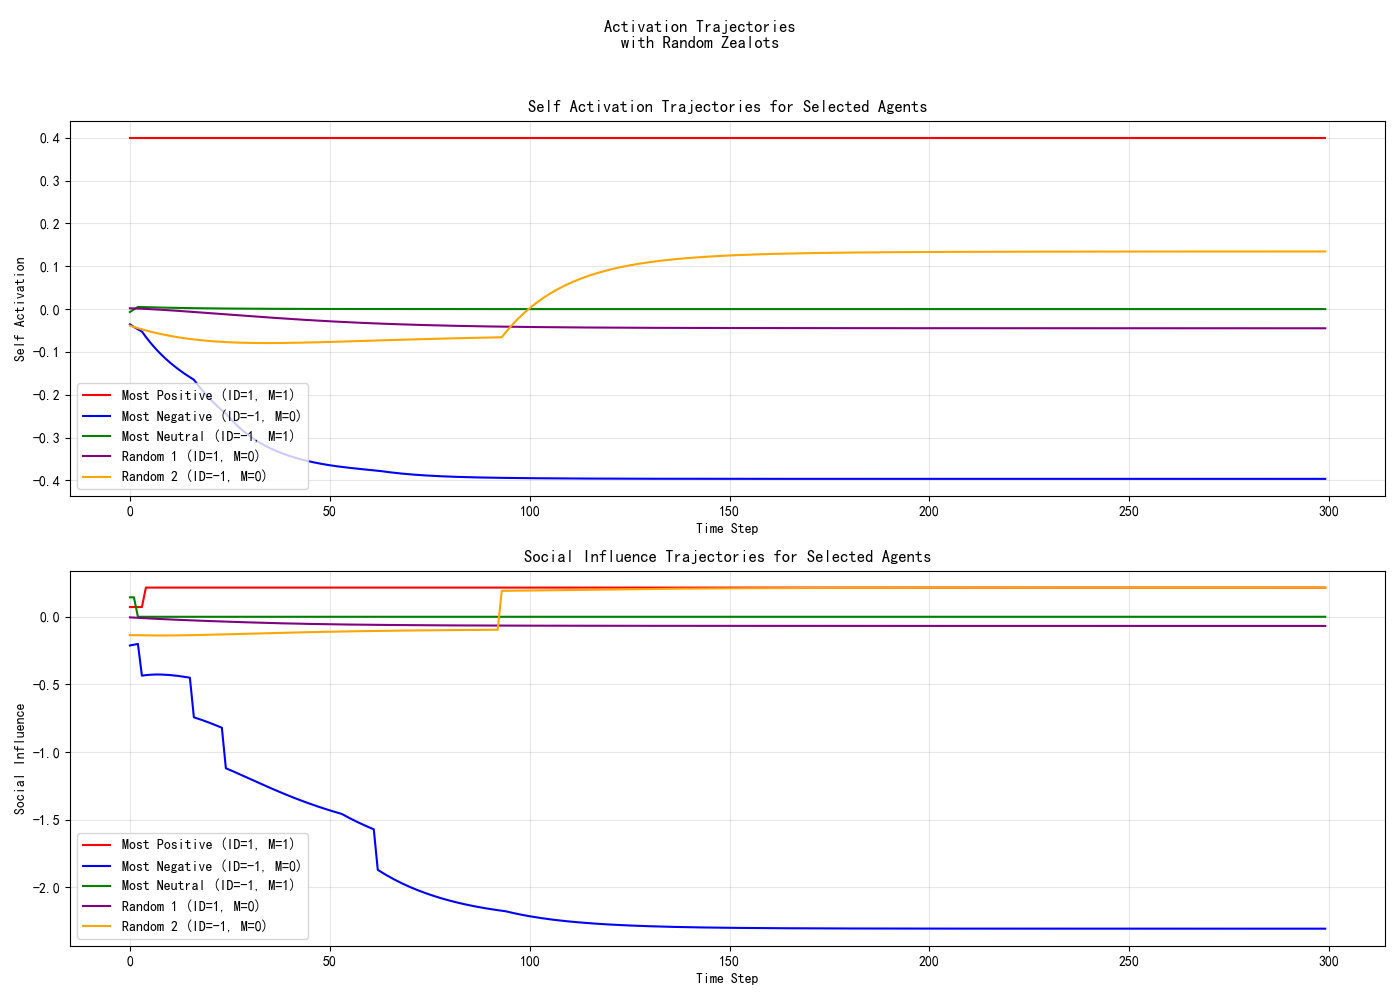 Activation Trajectories
with Random Zealots
Self Activation Trajectories for Selected Agents
Self Activation
0.4
0.3
0.2
0.1
0.0
−0.1
−0.2
−0.3
−0.4
Most Positive (ID=1, M=1)
Most Negative (ID=-1, M=0)
Most Neutral (ID=-1, M=1)
Random 1 (ID=1, M=0)
Random 2 (ID=-1, M=0)
0 50 100 150 200 250 300
Time Step
Social Influence Trajectories for Selected Agents
Social Influence
0.0
−0.5
−1.0
−1.5
−2.0
Most Positive (ID=1, M=1)
Most Negative (ID=-1, M=0)
Most Neutral (ID=-1, M=1)
Random 1 (ID=1, M=0)
Random 2 (ID=-1, M=0)
0 50 100 150 200 250 300
Time Step